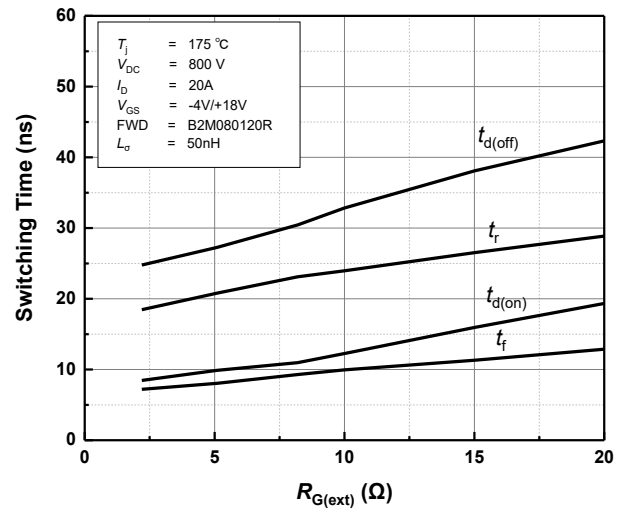 60
50
40
30
20
10
0
Switching Time (ns)
Tj = 175 °C
VDC = 800 V
ID = 20A
VGS = -4V/+18V
FWD = B2M080120R
Lσ = 50nH
td(off)
tr
td(on)
tf
0 5 10 15 20
RG(ext) (Ω)